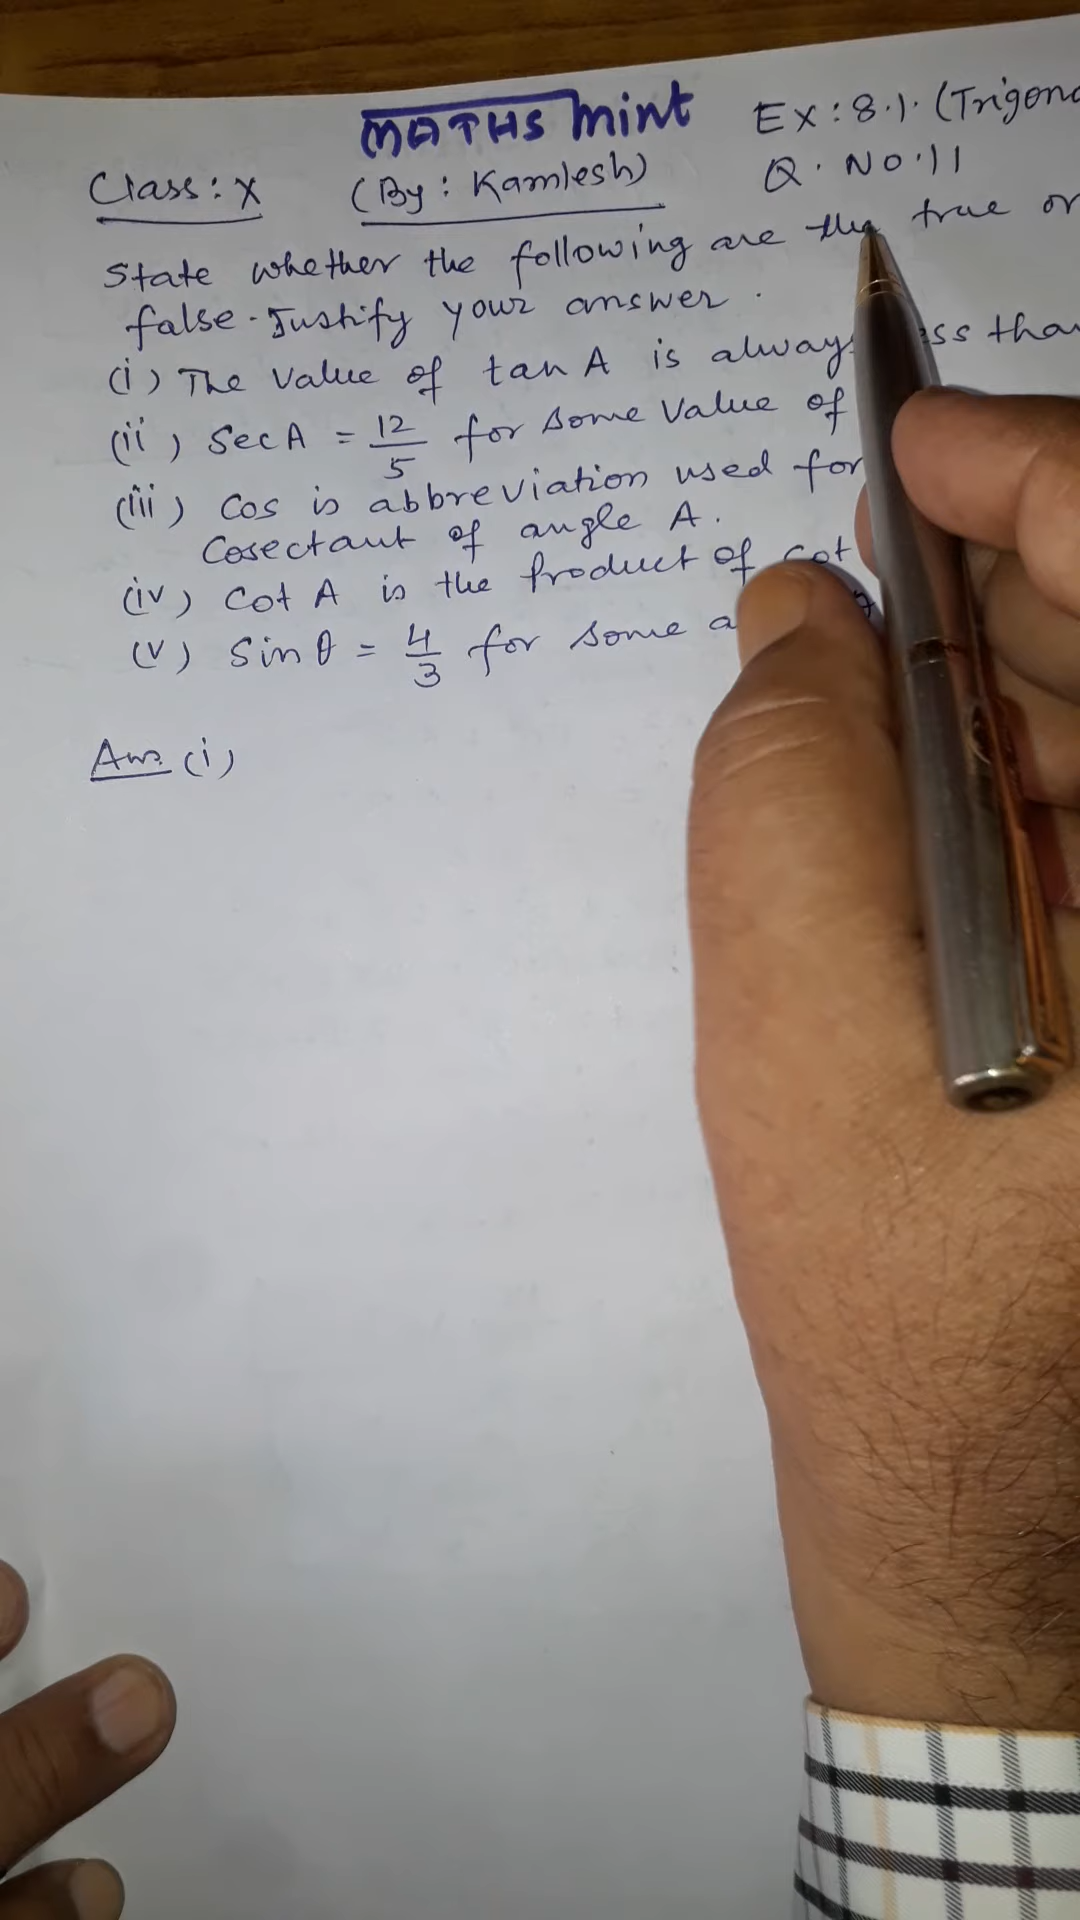 MATHS mint
Ex : 8.1. (Trigono
Class : X
(By : Kamlesh)
Q. No. 11
State whether the following are the true or
false. Justify your answer.
(i) The value of tan A is always ess than
(ii) Sec A = 12/5 for some value of
(iii) Cos is abbreviation used for
Cosectant of angle A.
(iv) Cot A is the product of cot
(v) Sin θ = 4/3 for some a
Ans. (i)